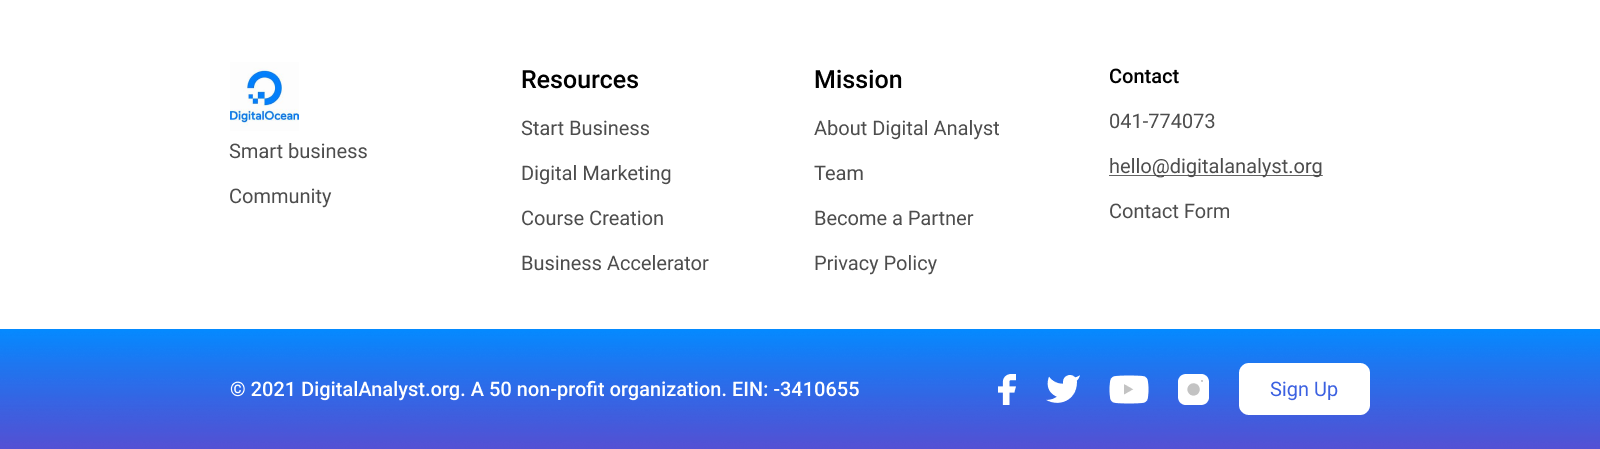 DigitalOcean
Smart business
Community
Resources
Start Business
Digital Marketing
Course Creation
Business Accelerator
Mission
About Digital Analyst
Team
Become a Partner
Privacy Policy
Contact
041-774073
hello@digitalanalyst.org
Contact Form
© 2021 DigitalAnalyst.org. A 50 non-profit organization. EIN: -3410655
Sign Up